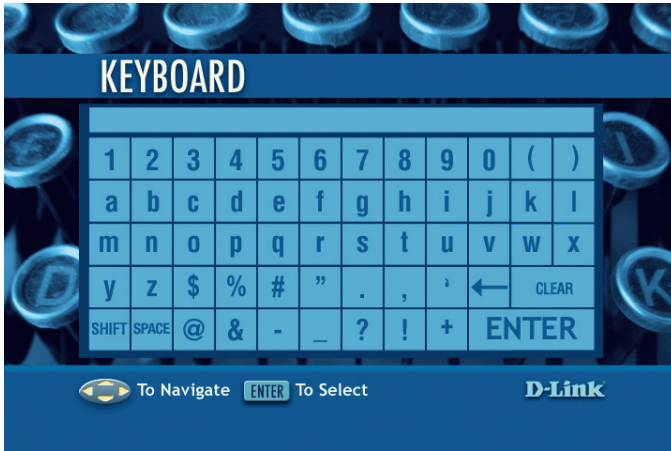 KEYBOARD
1 2 3 4 5 6 7 8 9 0 ( )
a b c d e f g h i j k l
m n o p q r s t u v w x
y z $ % # ” . , ‘ ← CLEAR
SHIFT SPACE @ & - _ ? ! + ENTER
To Navigate ENTER To Select D-Link
D K